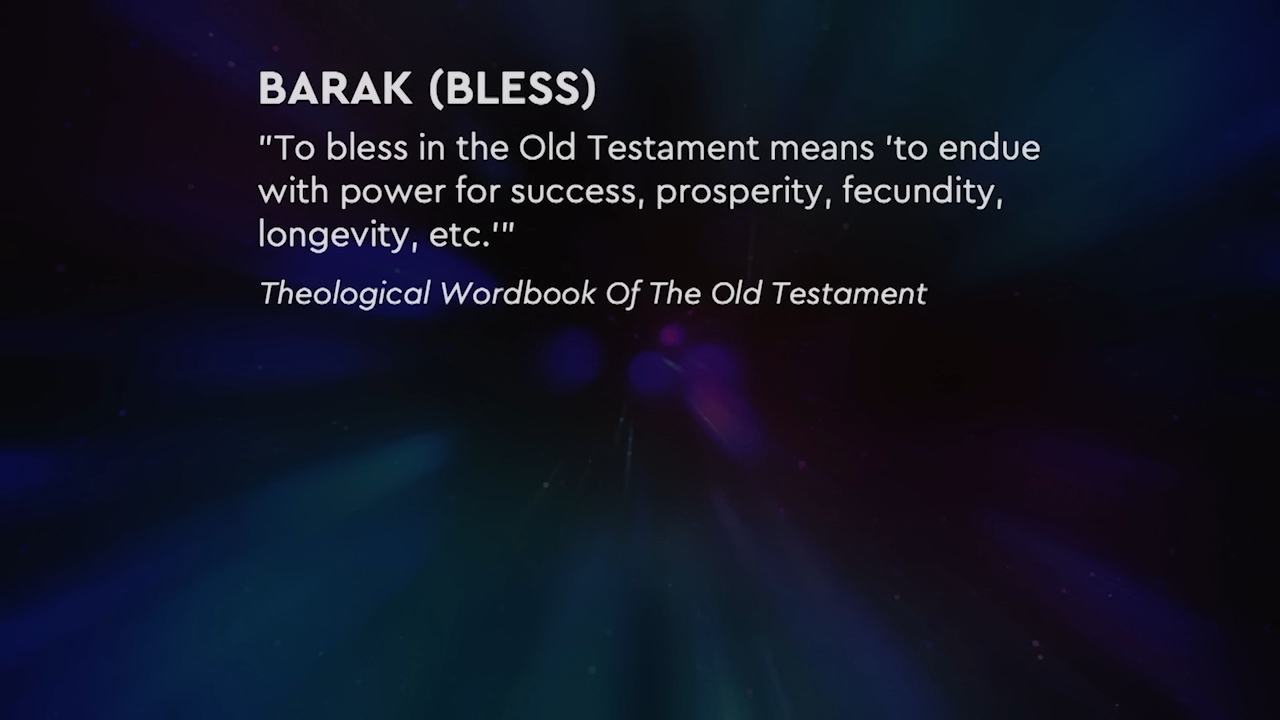 BARAK (BLESS)
"To bless in the Old Testament means 'to endue
with power for success, prosperity, fecundity,
longevity, etc.'"
Theological Wordbook Of The Old Testament